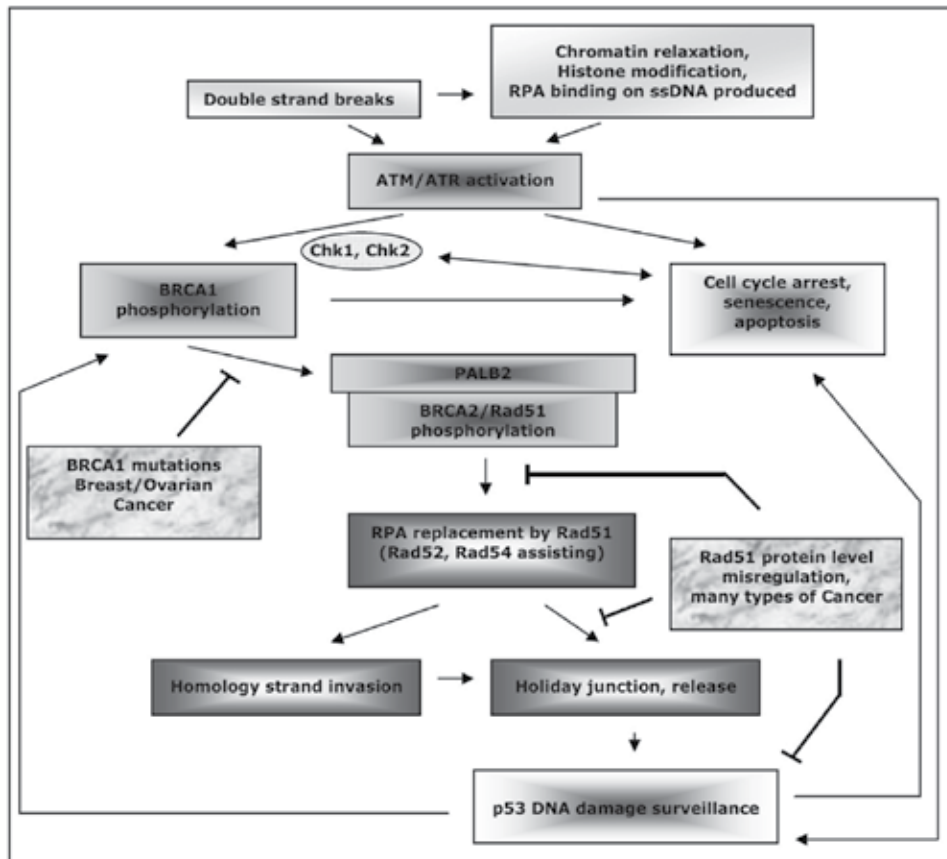 Chromatin relaxation,
Histone modification,
RPA binding on ssDNA produced
Double strand breaks
ATM/ATR activation
Chk1, Chk2
BRCA1
phosphorylation
Cell cycle arrest,
senescence,
apoptosis
PALB2
BRCA2/Rad51
phosphorylation
BRCA1 mutations
Breast/Ovarian
Cancer
RPA replacement by Rad51
(Rad52, Rad54 assisting)
Rad51 protein level
misregulation,
many types of Cancer
Homology strand invasion
Holiday junction, release
p53 DNA damage surveillance